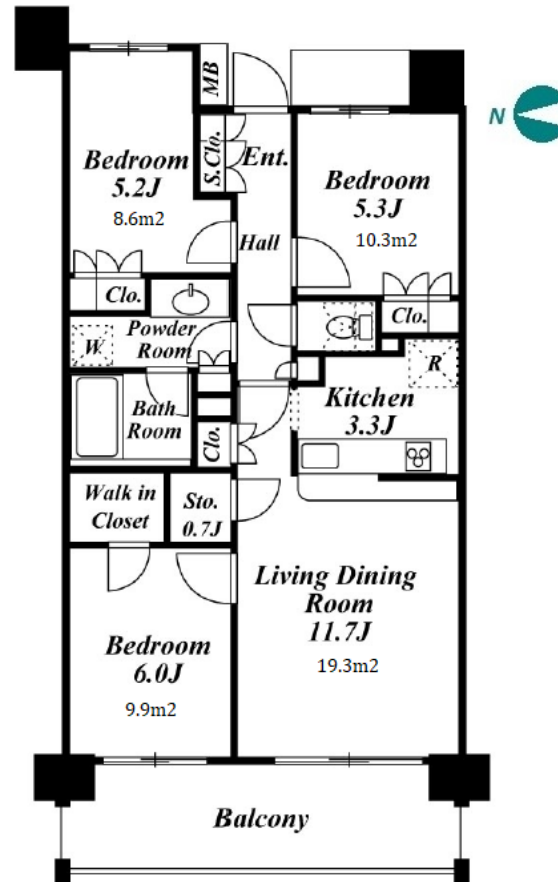 MB
N
Bedroom
5.2J
8.6m2
S.Clo.
Ent.
Bedroom
5.3J
10.3m2
Hall
Clo.
Clo.
Powder
Room
W
R
Kitchen
3.3J
Bath
Room
Clo.
Walk in
Closet
Sto.
0.7J
Living Dining
Room
11.7J
19.3m2
Bedroom
6.0J
9.9m2
Balcony